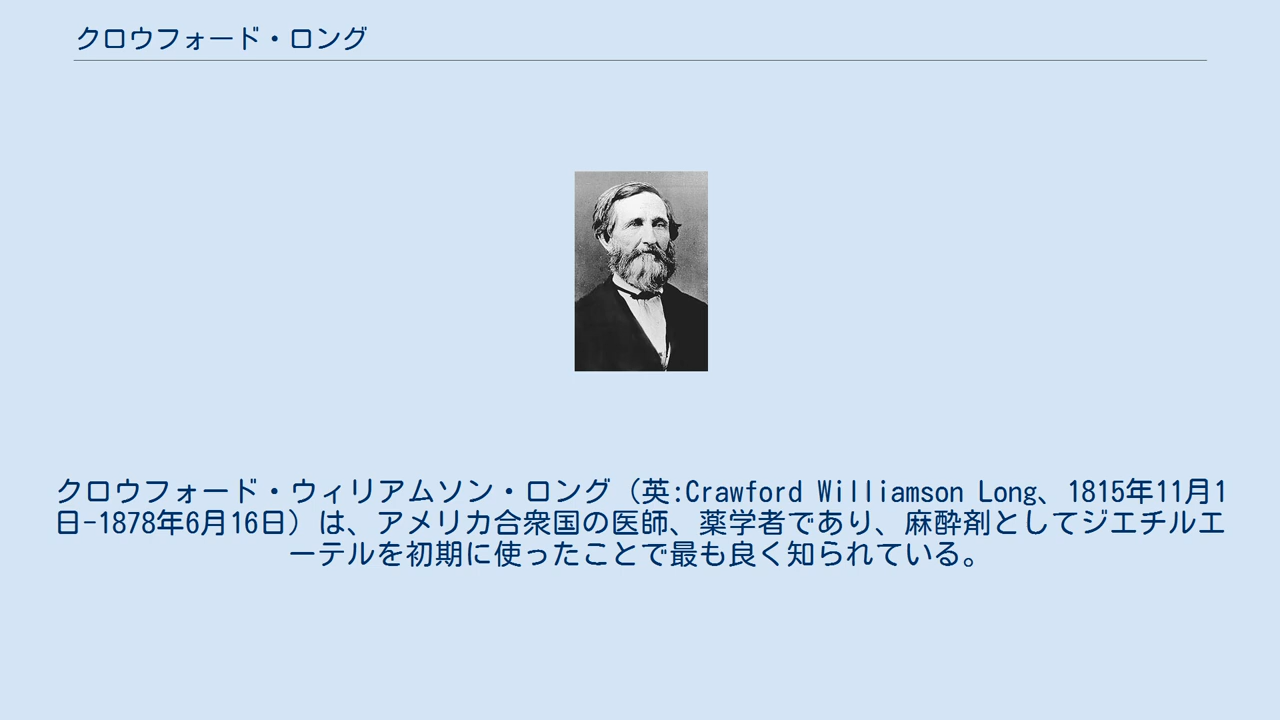 クロウフォード・ロング
クロウフォード・ウィリアムソン・ロング（英:Crawford Williamson Long、1815年11月1
日-1878年6月16日）は、アメリカ合衆国の医師、薬学者であり、麻酔剤としてジエチルエ
ーテルを初期に使ったことで最も良く知られている。